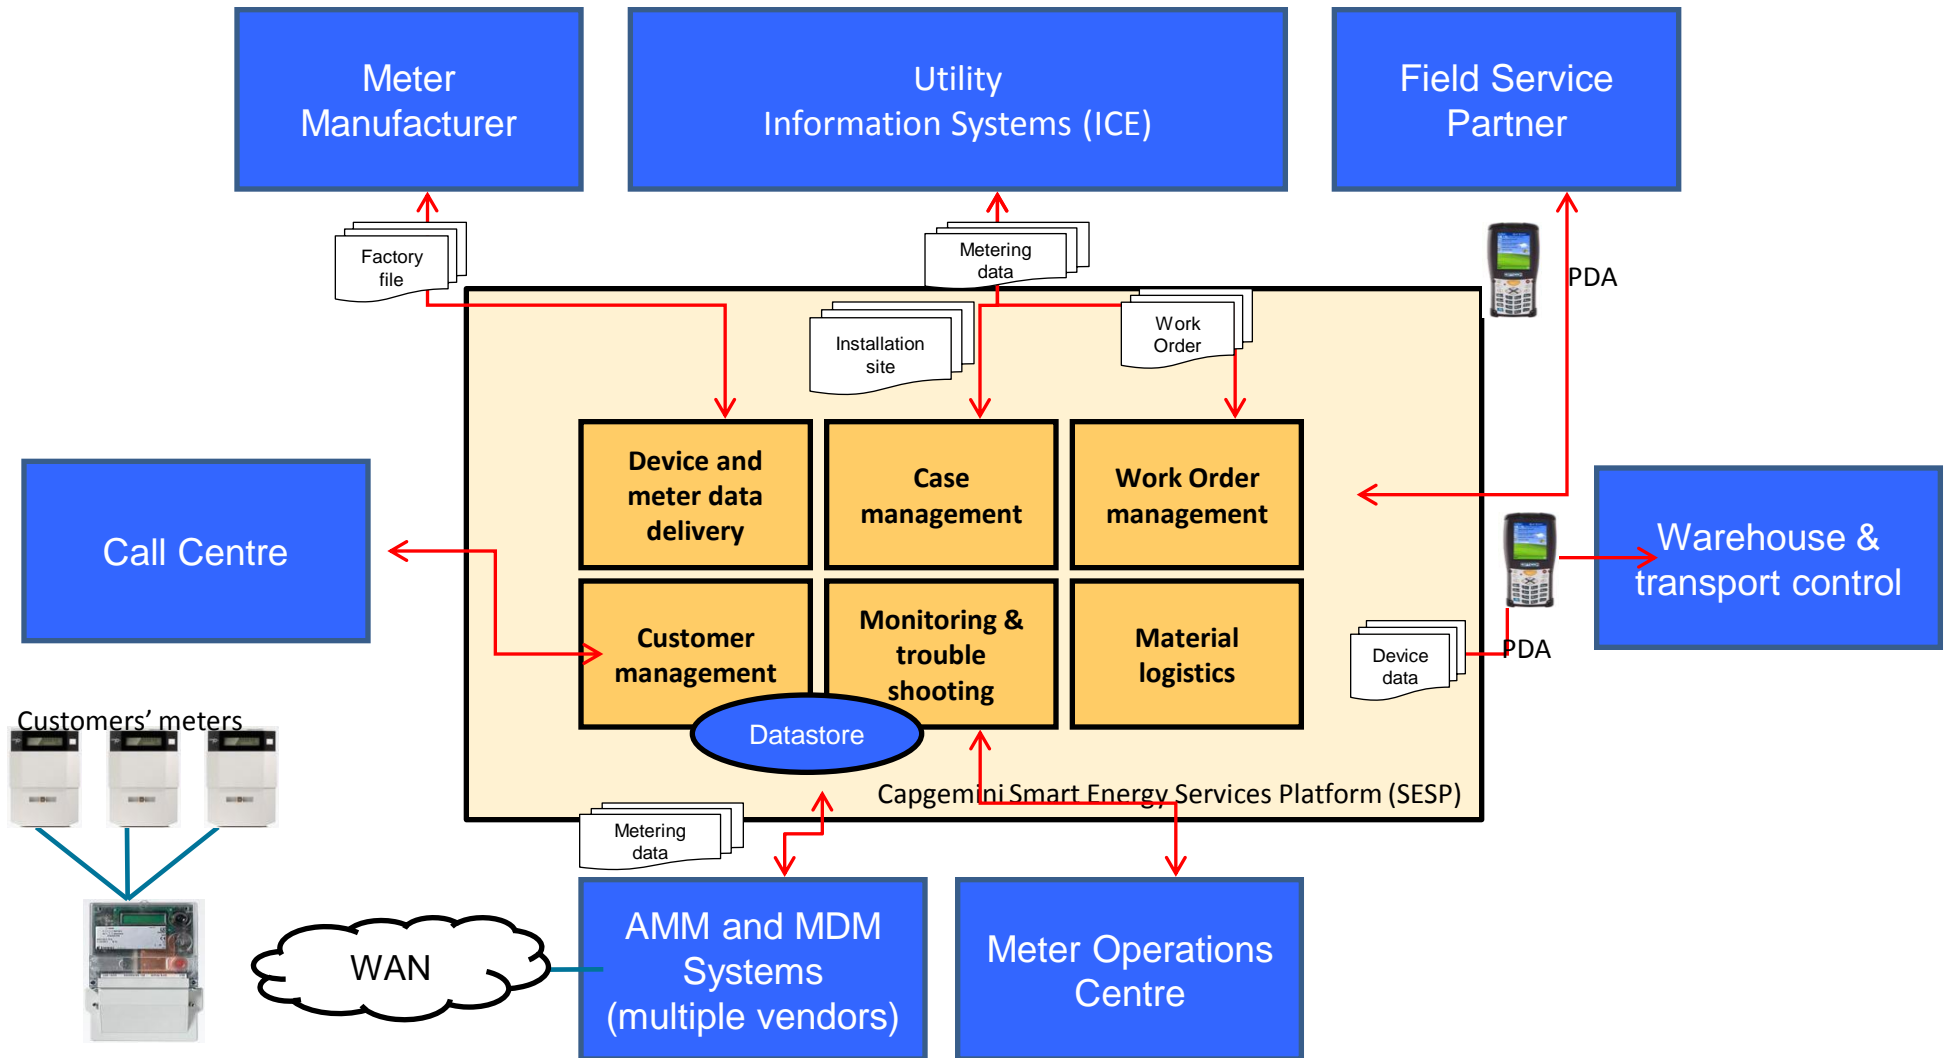 Meter
Manufacturer
Utility
Information Systems (ICE)
Field Service
Partner
Factory
file
Metering
data
PDA
Installation
site
Work
Order
Device and
meter data
delivery
Case
management
Work Order
management
Call Centre
Warehouse &
transport control
Customer
management
Monitoring &
trouble
shooting
Material
logistics
Device
data
PDA
Customers’ meters
Datastore
Capgemini Smart Energy Services Platform (SESP)
Metering
data
AMM and MDM
Systems
(multiple vendors)
Meter Operations
Centre
WAN